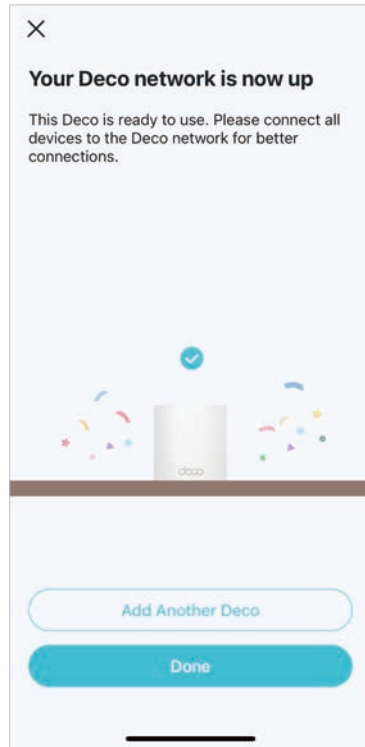 Your Deco network is now up
This Deco is ready to use. Please connect all
devices to the Deco network for better
connections.
deco
Add Another Deco
Done